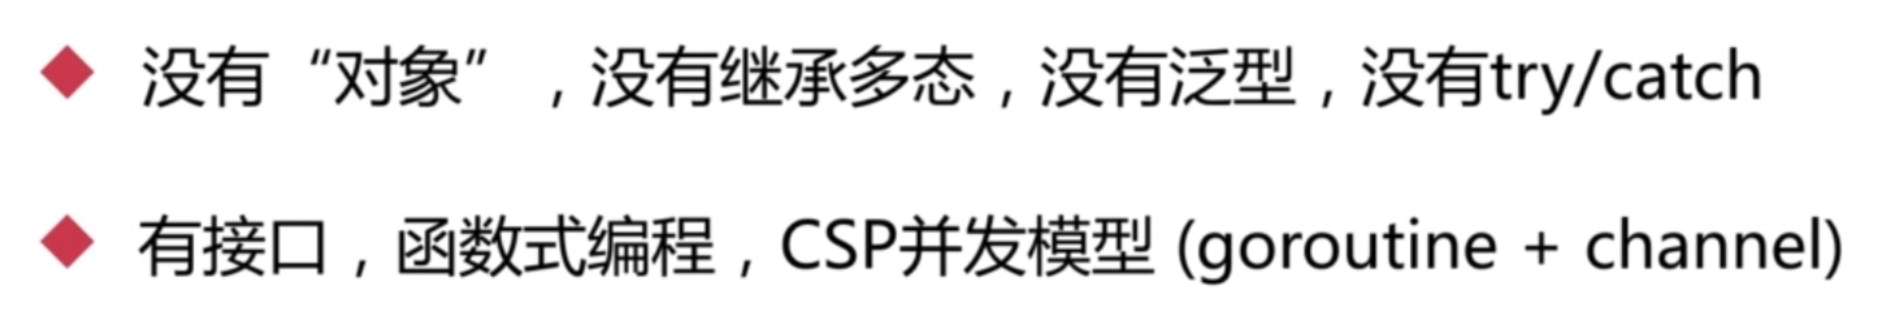 ◆ 没有“对象”，没有继承多态，没有泛型，没有try/catch
◆ 有接口，函数式编程，CSP并发模型 (goroutine + channel)